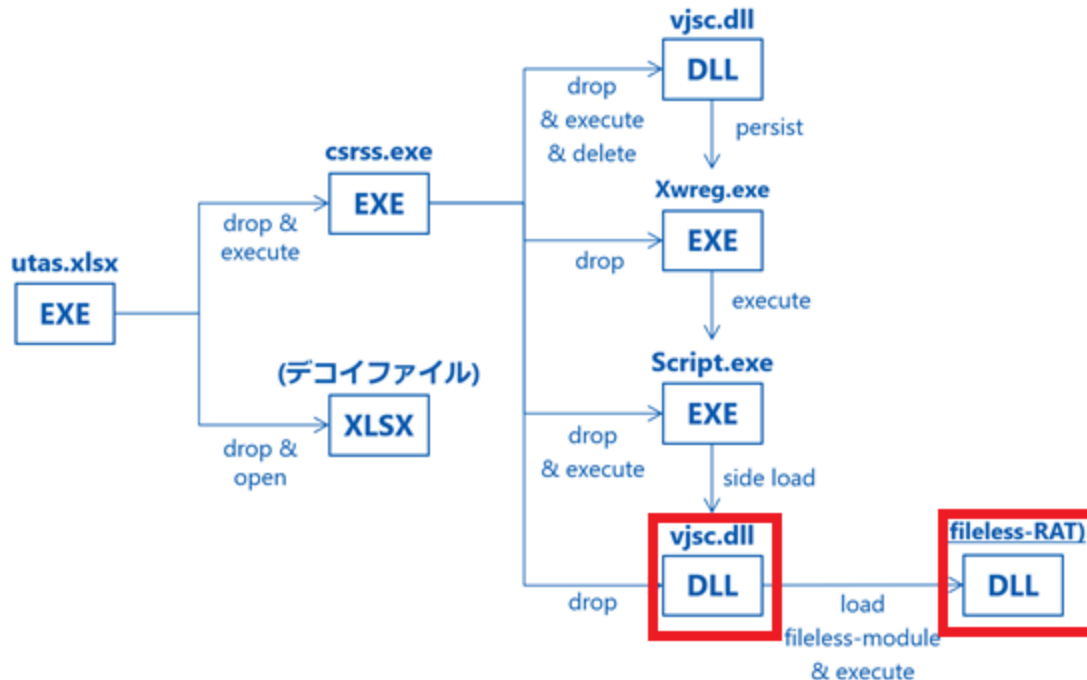 vjsc.dll
DLL
drop
& execute
& delete
persist
csrss.exe
EXE
drop &
execute
Xwreg.exe
EXE
drop
execute
utas.xlsx
EXE
(デコイファイル)
XLSX
drop &
open
Script.exe
EXE
drop
& execute
side load
vjsc.dll
DLL
drop
fileless-RAT)
DLL
load
fileless-module
& execute